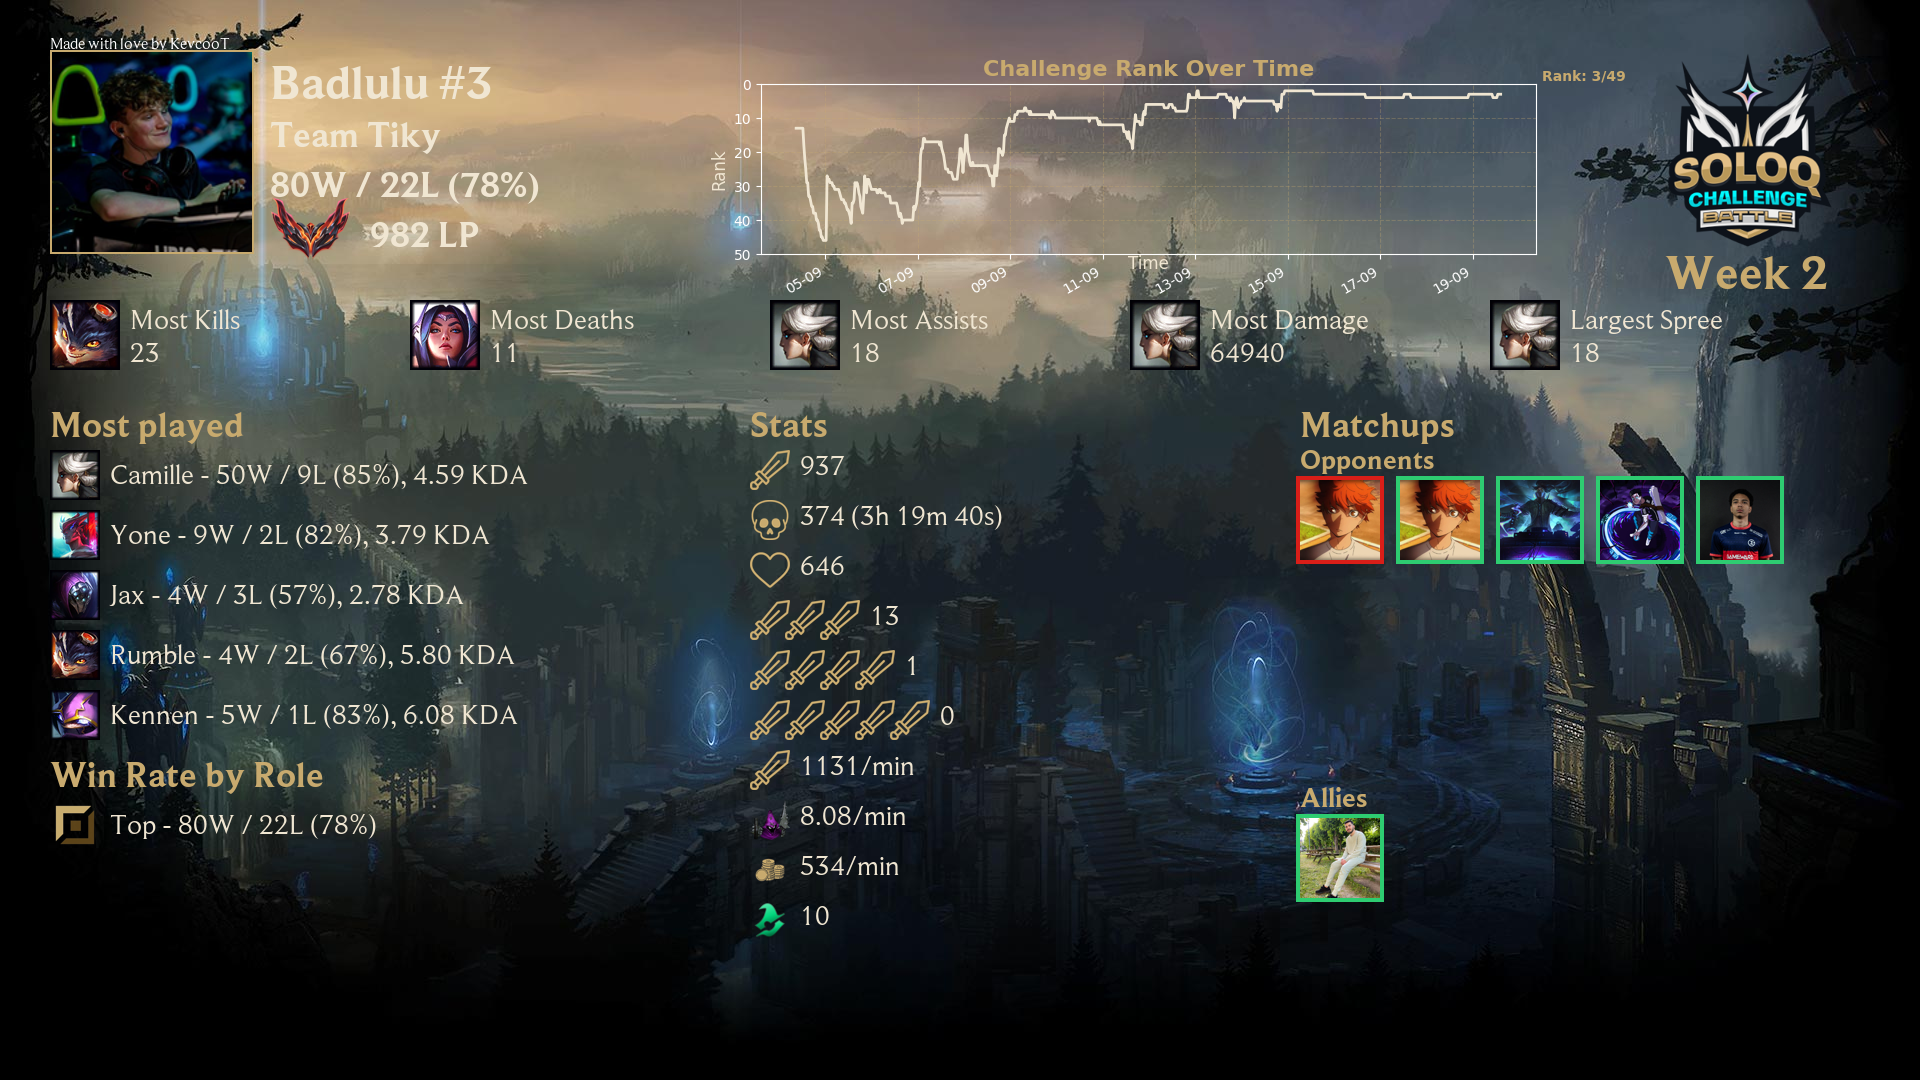 Made with love by KevcooT
Badlulu #3
Team Tiky
80W / 22L (78%)
982 LP
Challenge Rank Over Time
Rank: 3/49
Rank
0
10
20
30
40
50
05-09
07-09
09-09
11-09
13-09
15-09
17-09
19-09
Time
SOLOQ
CHALLENGE
BATTLE
Week 2
Most Kills
23
Most Deaths
11
Most Assists
18
Most Damage
64940
Largest Spree
18
Most played
Camille - 50W / 9L (85%), 4.59 KDA
Yone - 9W / 2L (82%), 3.79 KDA
Jax - 4W / 3L (57%), 2.78 KDA
Rumble - 4W / 2L (67%), 5.80 KDA
Kennen - 5W / 1L (83%), 6.08 KDA
Win Rate by Role
Top - 80W / 22L (78%)
Stats
937
374 (3h 19m 40s)
646
13
1
0
1131/min
8.08/min
534/min
10
Matchups
Opponents
Allies